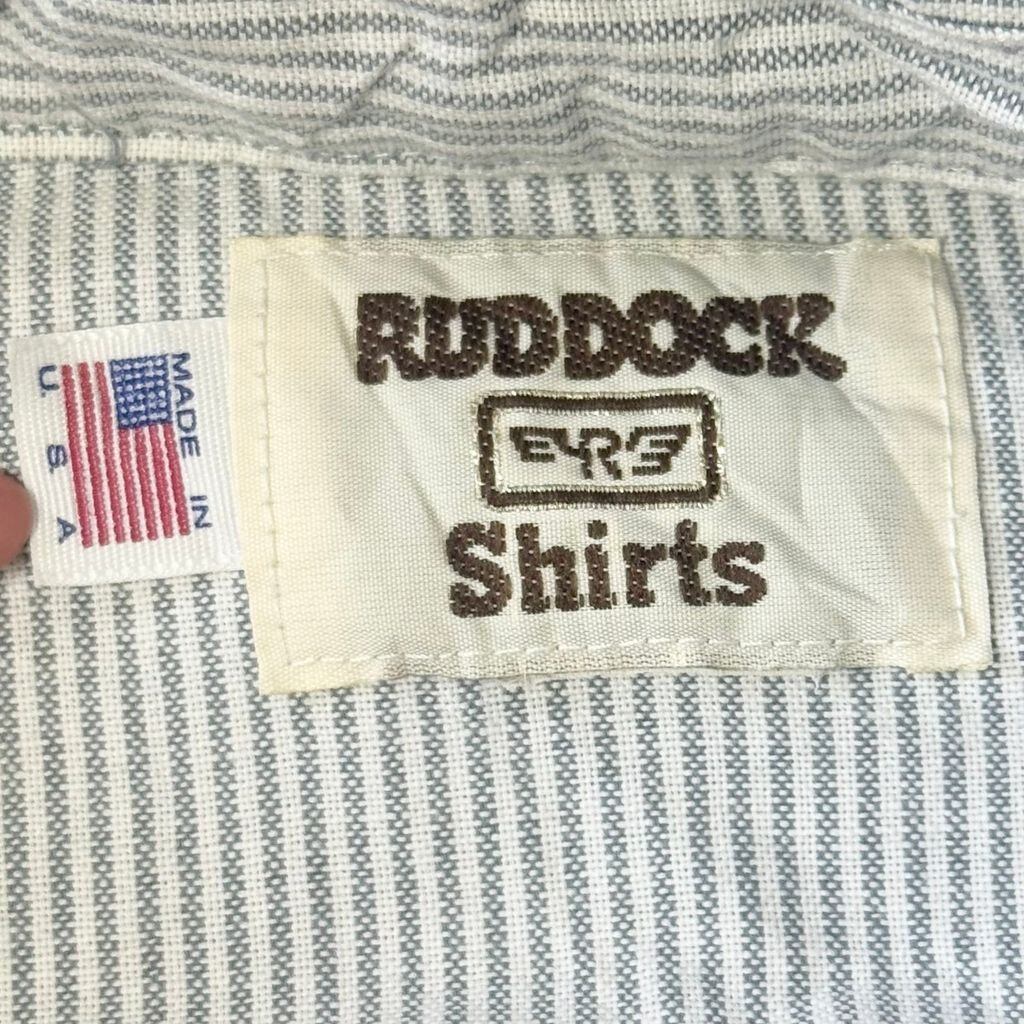 MADE IN
U. S. A
RUDDOCK
Shirts